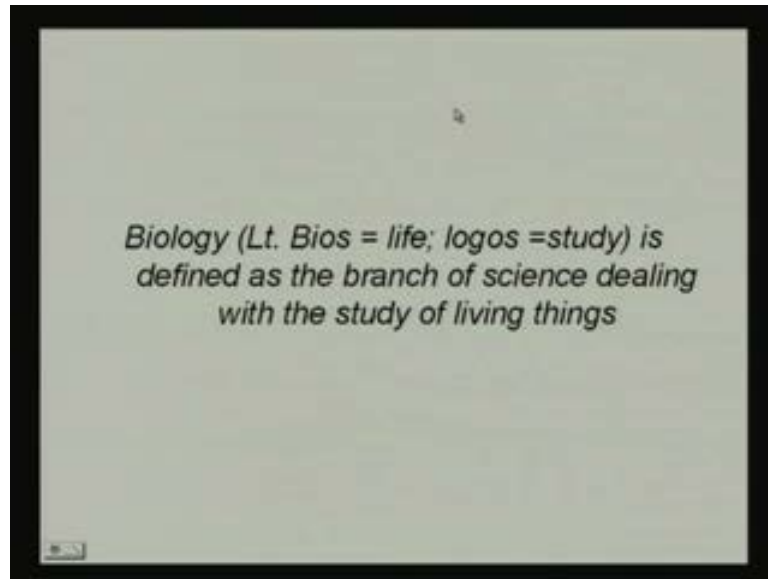 Biology (Lt. Bios = life; logos =study) is
defined as the branch of science dealing
with the study of living things